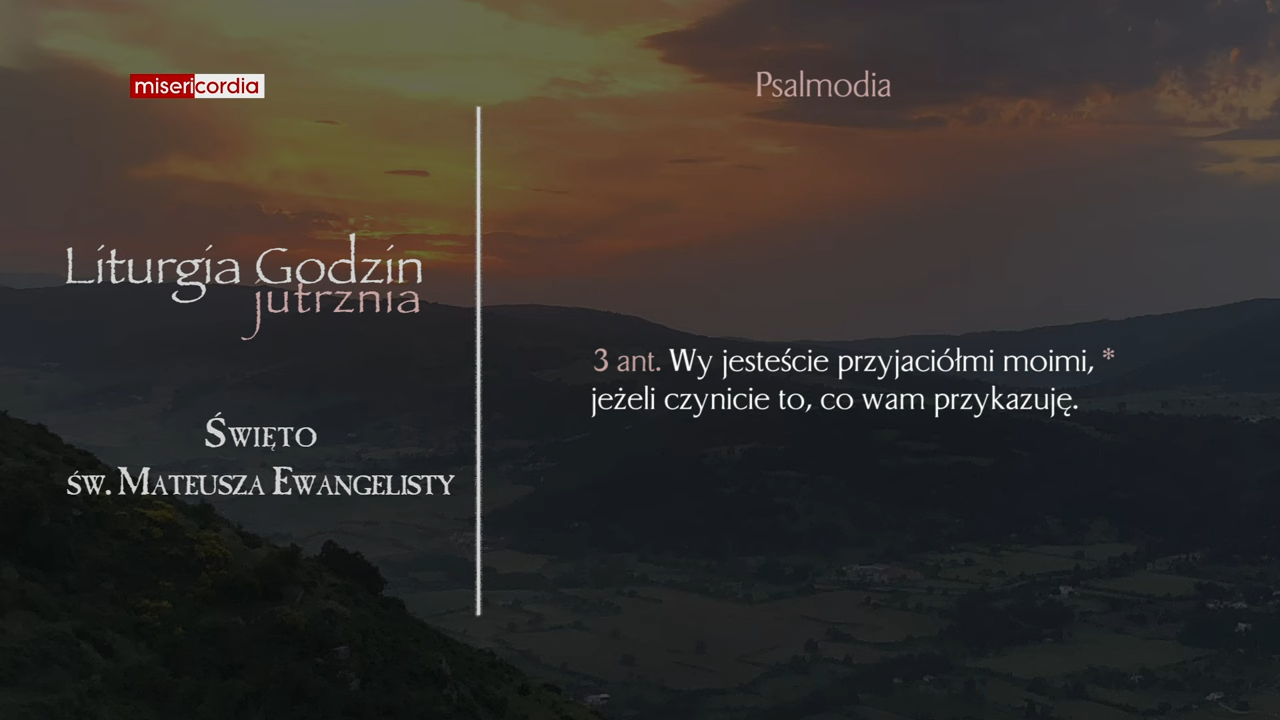 misericordia
Psalmodia
Liturgia Godzin
jutrznia
Święto
św. Mateusza Ewangelisty
3 ant. Wy jesteście przyjaciółmi moimi, *
jeżeli czynicie to, co wam przykazuję.